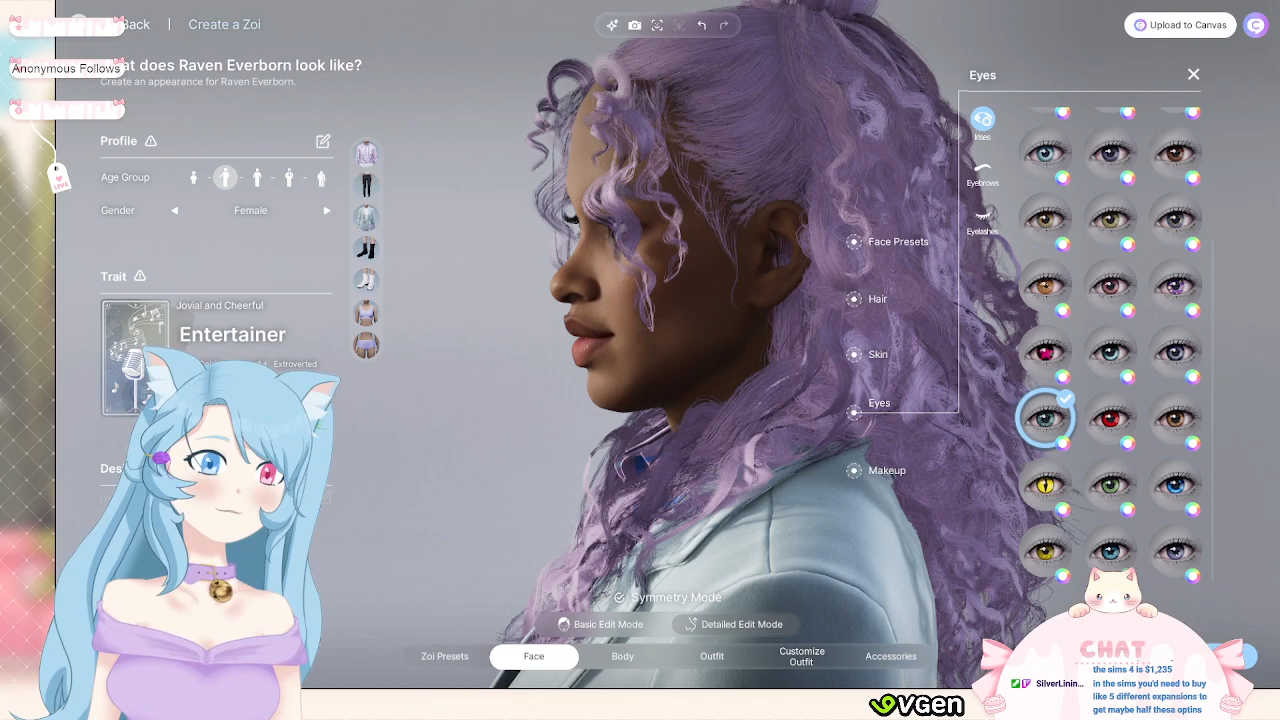 Back
Create a Zoi
Upload to Canvas
Anonymous Follows
at does Raven Everborn look like?
Create an appearance for Raven Everborn.
Eyes
Irises
Eyebrows
Eyelashes
Profile
Age Group
Gender
Female
LIVE
Trait
Jovial and Cheerful
Entertainer
Extroverted
Des
Face Presets
Hair
Skin
Eyes
Makeup
Symmetry Mode
Basic Edit Mode
Detailed Edit Mode
Zoi Presets
Face
Body
Outfit
Customize
Outfit
Accessories
CHAT
the sims 4 is $1,235
SilverLinin... in the sims you'd need to buy
like 5 different expansions to
get maybe half thesa optins
VGen